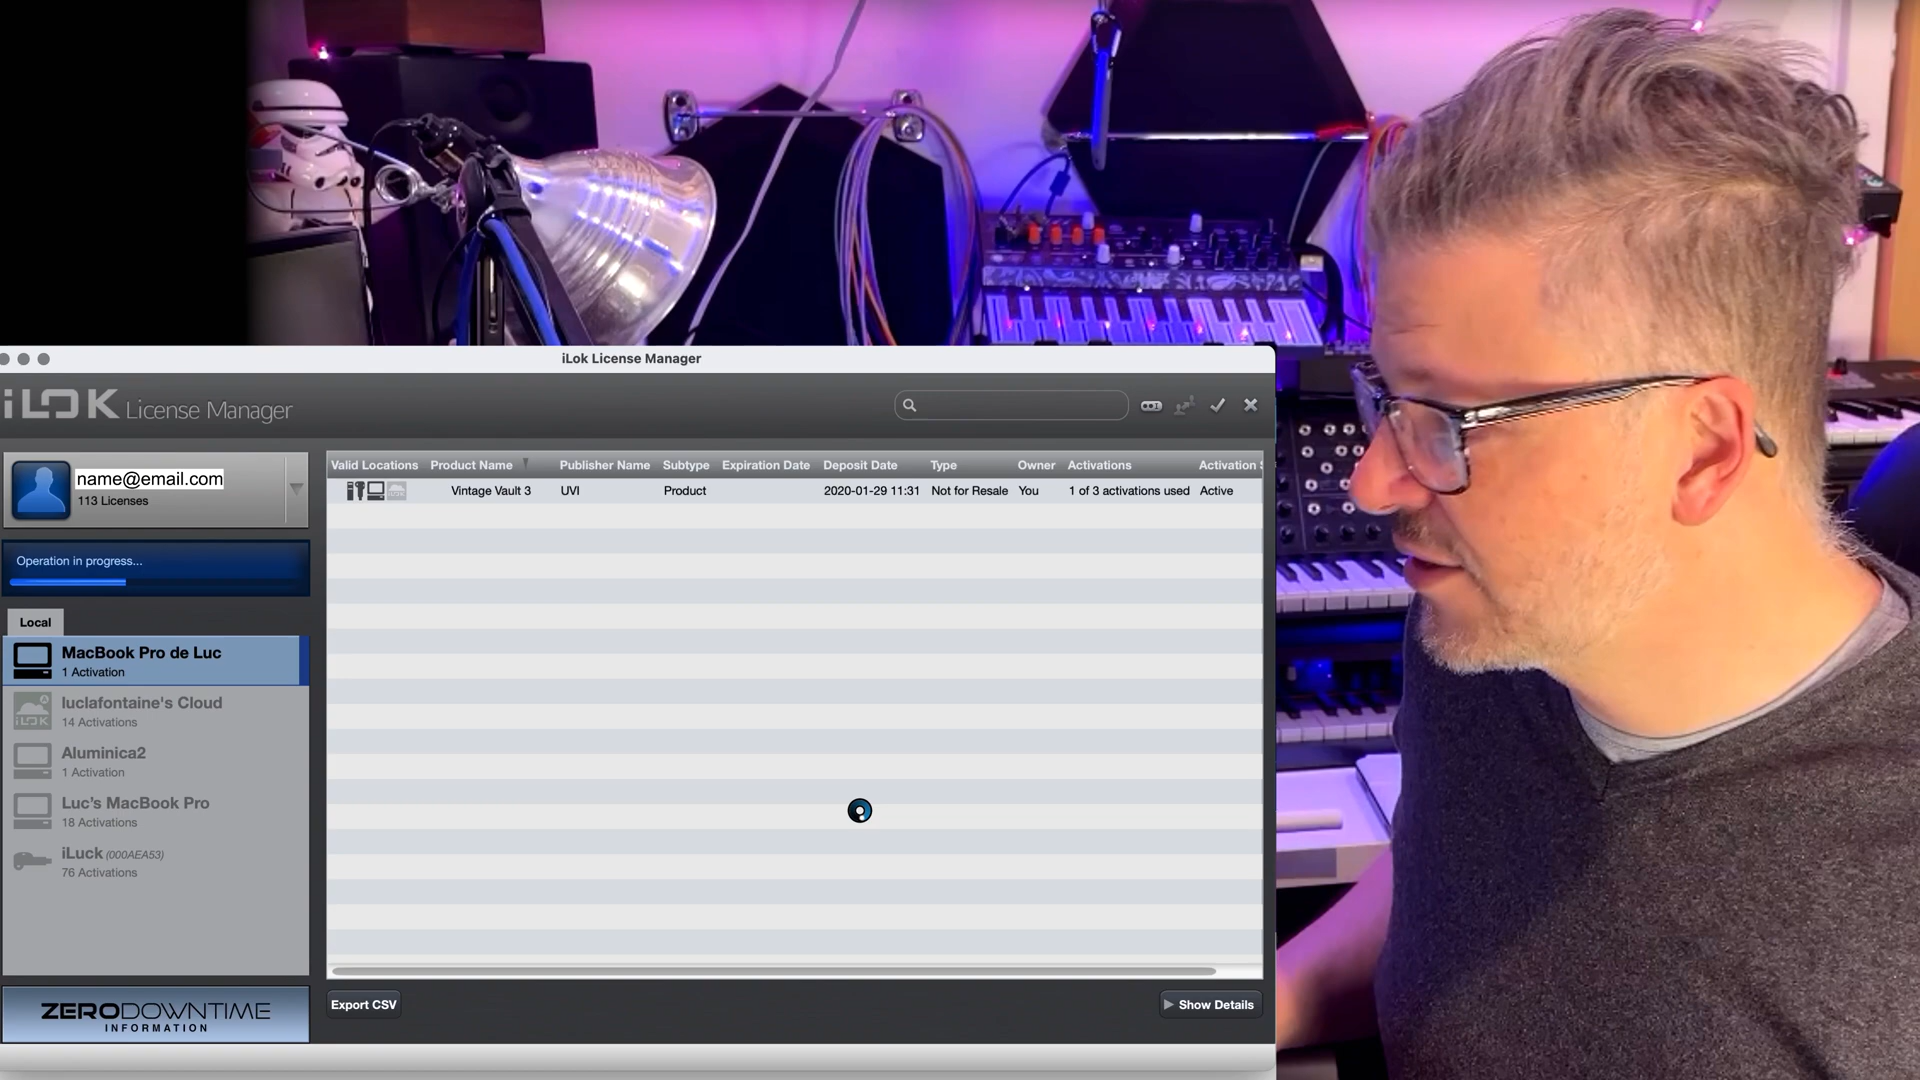 iLok License Manager
iLOK License Manager
name@email.com
113 Licenses
Operation in progress...
Local
MacBook Pro de Luc
1 Activation
luclafontaine's Cloud
14 Activations
Aluminica2
1 Activation
Luc's MacBook Pro
18 Activations
iLuck (000AEA53)
76 Activations
ZERODOWNTIME
INFORMATION
Valid Locations Product Name Publisher Name Subtype Expiration Date Deposit Date Type Owner Activations Activation
Vintage Vault 3 UVI Product 2020-01-29 11:31 Not for Resale You 1 of 3 activations used Active
Export CSV
Show Details